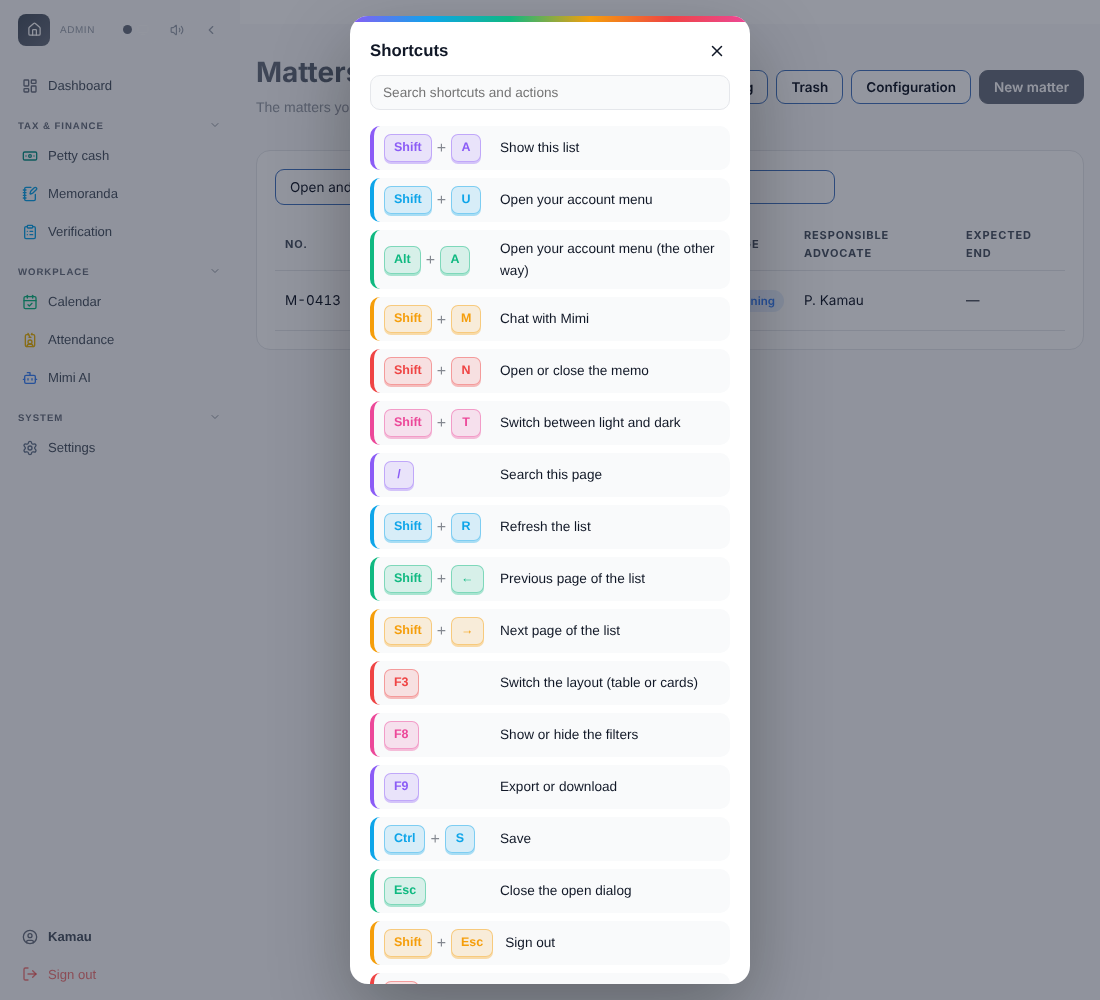 ADMIN
Dashboard
TAX & FINANCE
Petty cash
Memoranda
Verification
WORKPLACE
Calendar
Attendance
Mimi AI
SYSTEM
Settings
Kamau
Sign out
Matters
The matters
Trash
Configuration
New matter
Open and
NO.
RESPONSIBLE
ADVOCATE
EXPECTED
END
M-0413
P. Kamau
—
Shortcuts
Search shortcuts and actions
Shift + A Show this list
Shift + U Open your account menu
Alt + A Open your account menu (the other
way)
Shift + M Chat with Mimi
Shift + N Open or close the memo
Shift + T Switch between light and dark
/ Search this page
Shift + R Refresh the list
Shift + ← Previous page of the list
Shift + → Next page of the list
F3 Switch the layout (table or cards)
F8 Show or hide the filters
F9 Export or download
Ctrl + S Save
Esc Close the open dialog
Shift + Esc Sign out